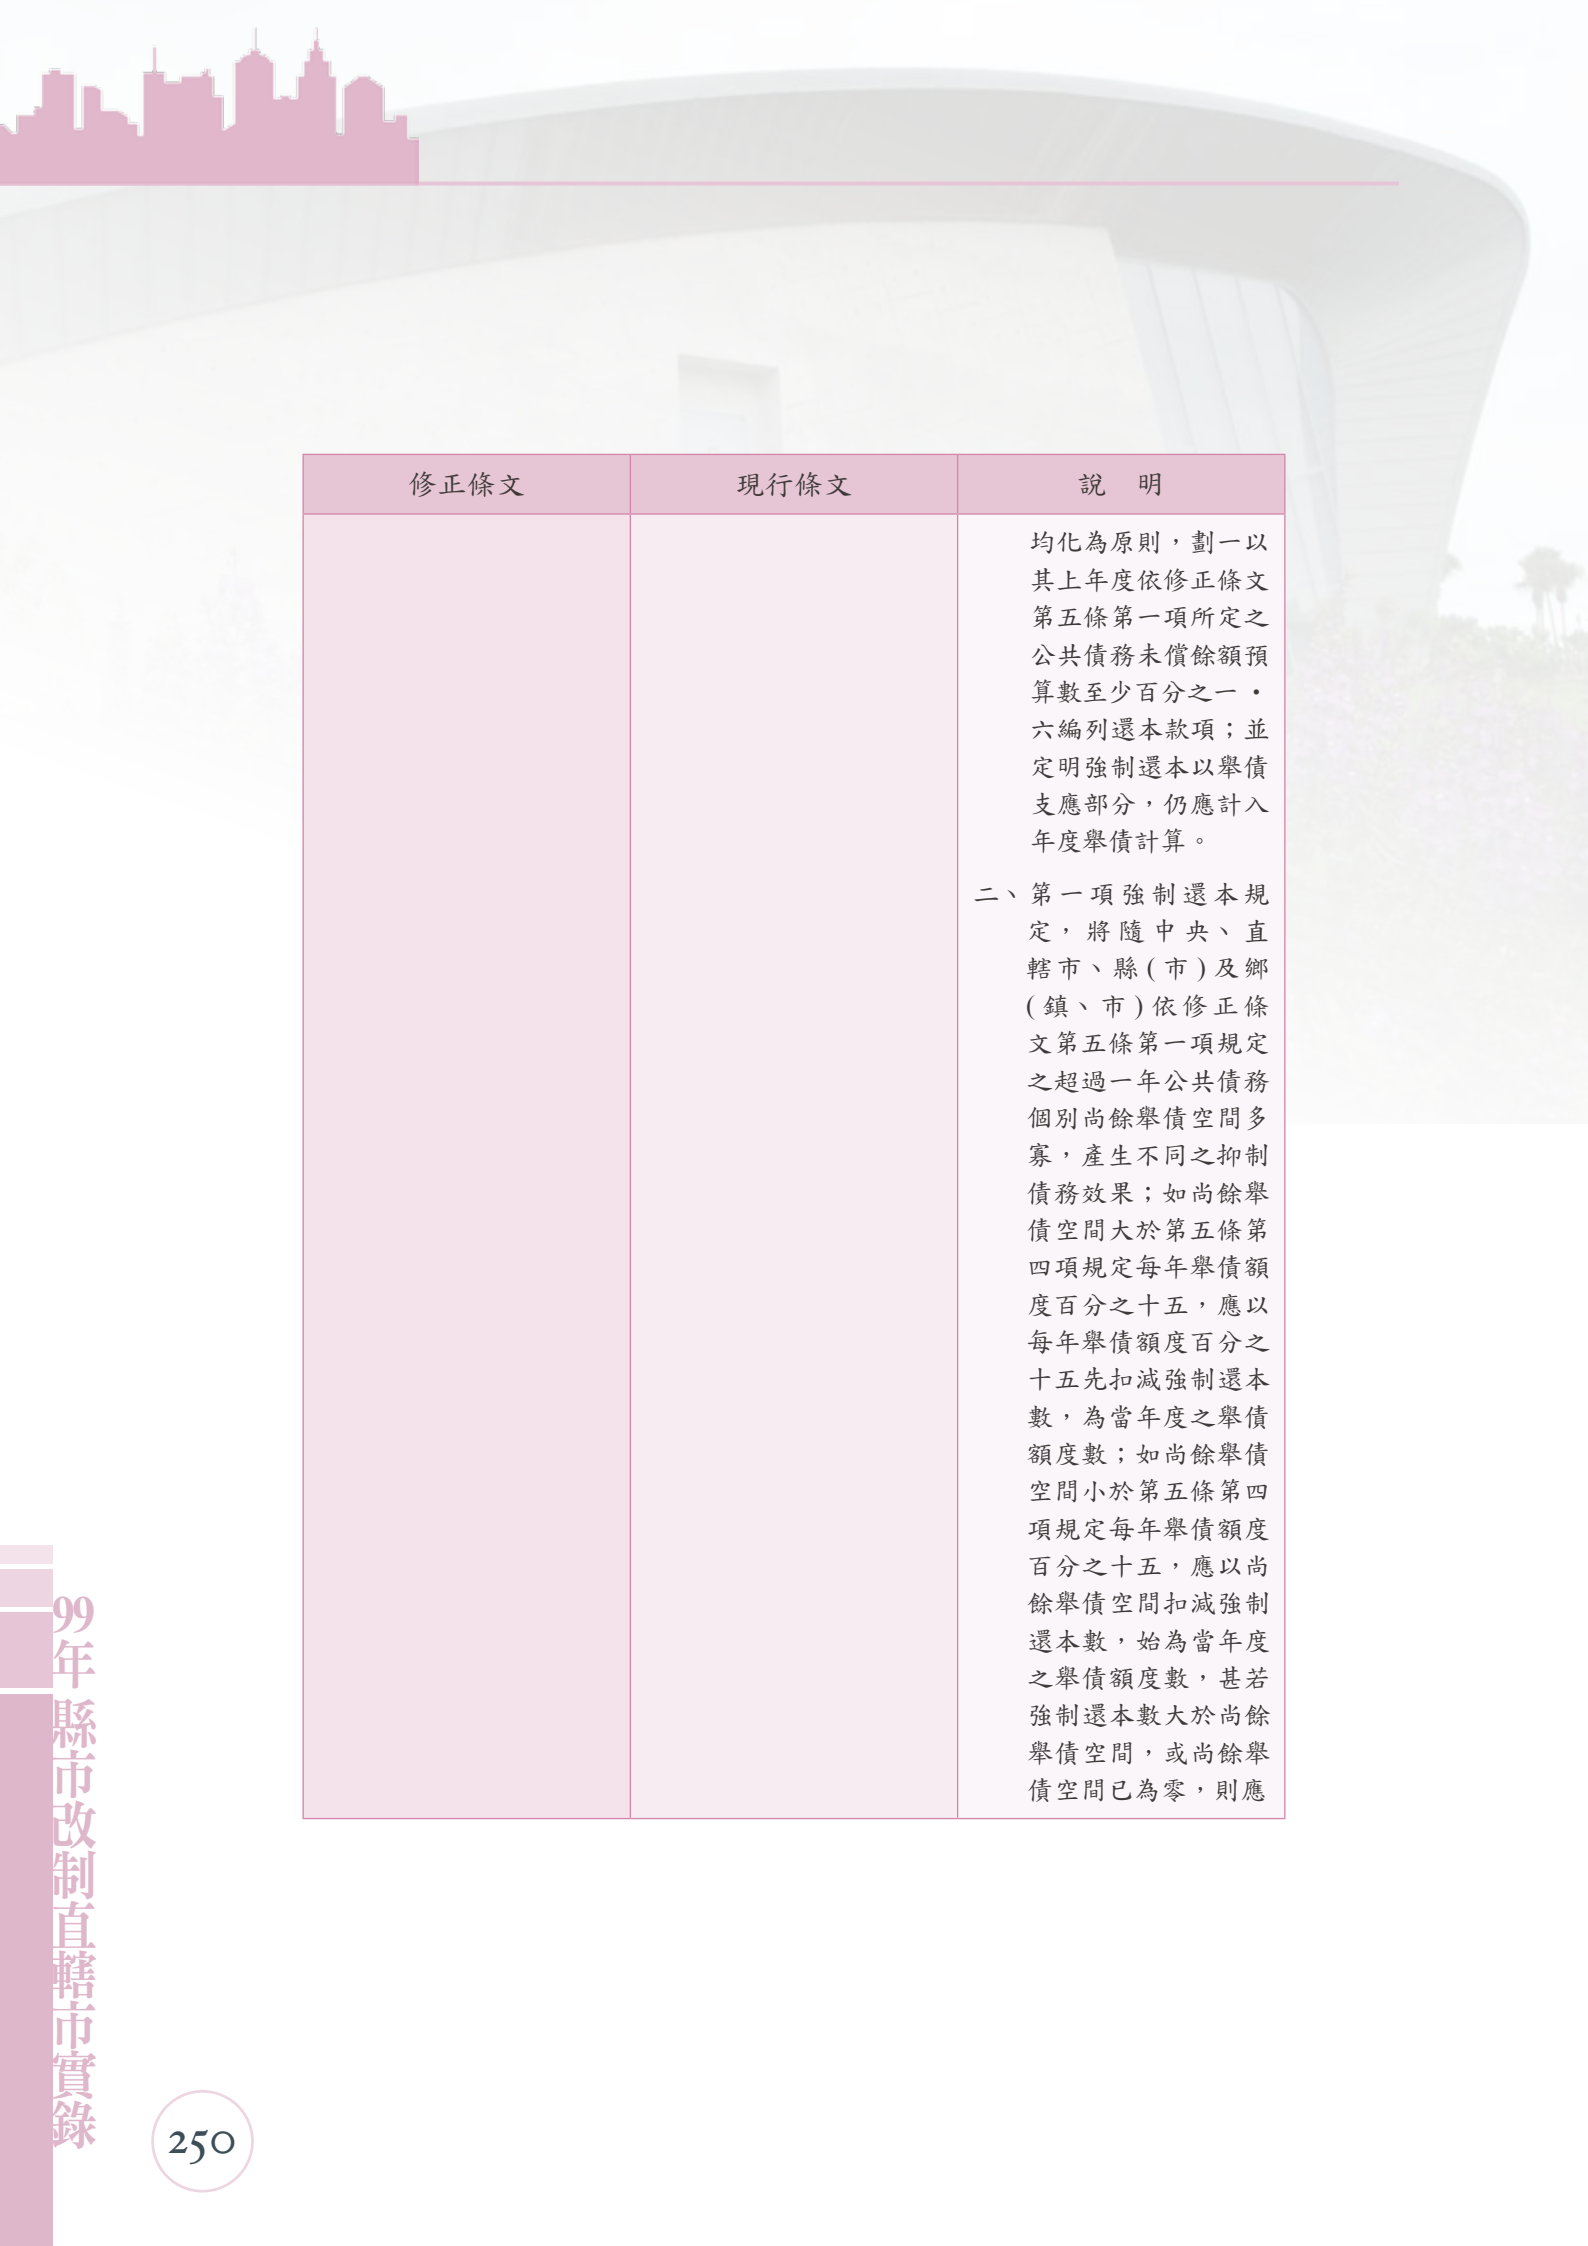 修正條文
現行條文
說　明
均化為原則，劃一以
其上年度依修正條文
第五條第一項所定之
公共債務未償餘額預
算數至少百分之一・
六編列還本款項；並
定明強制還本以舉債
支應部分，仍應計入
年度舉債計算。
二、第一項強制還本規
定，將隨中央、直
轄市、縣(市)及鄉
(鎮、市)依修正條
文第五條第一項規定
之超過一年公共債務
個別尚餘舉債空間多
寡，產生不同之抑制
債務效果；如尚餘舉
債空間大於第五條第
四項規定每年舉債額
度百分之十五，應以
每年舉債額度百分之
十五先扣減強制還本
數，為當年度之舉債
額度數；如尚餘舉債
空間小於第五條第四
項規定每年舉債額度
百分之十五，應以尚
餘舉債空間扣減強制
還本數，始為當年度
之舉債額度數，甚若
強制還本數大於尚餘
舉債空間，或尚餘舉
債空間已為零，則應
99年 縣市改制直轄市實錄
250